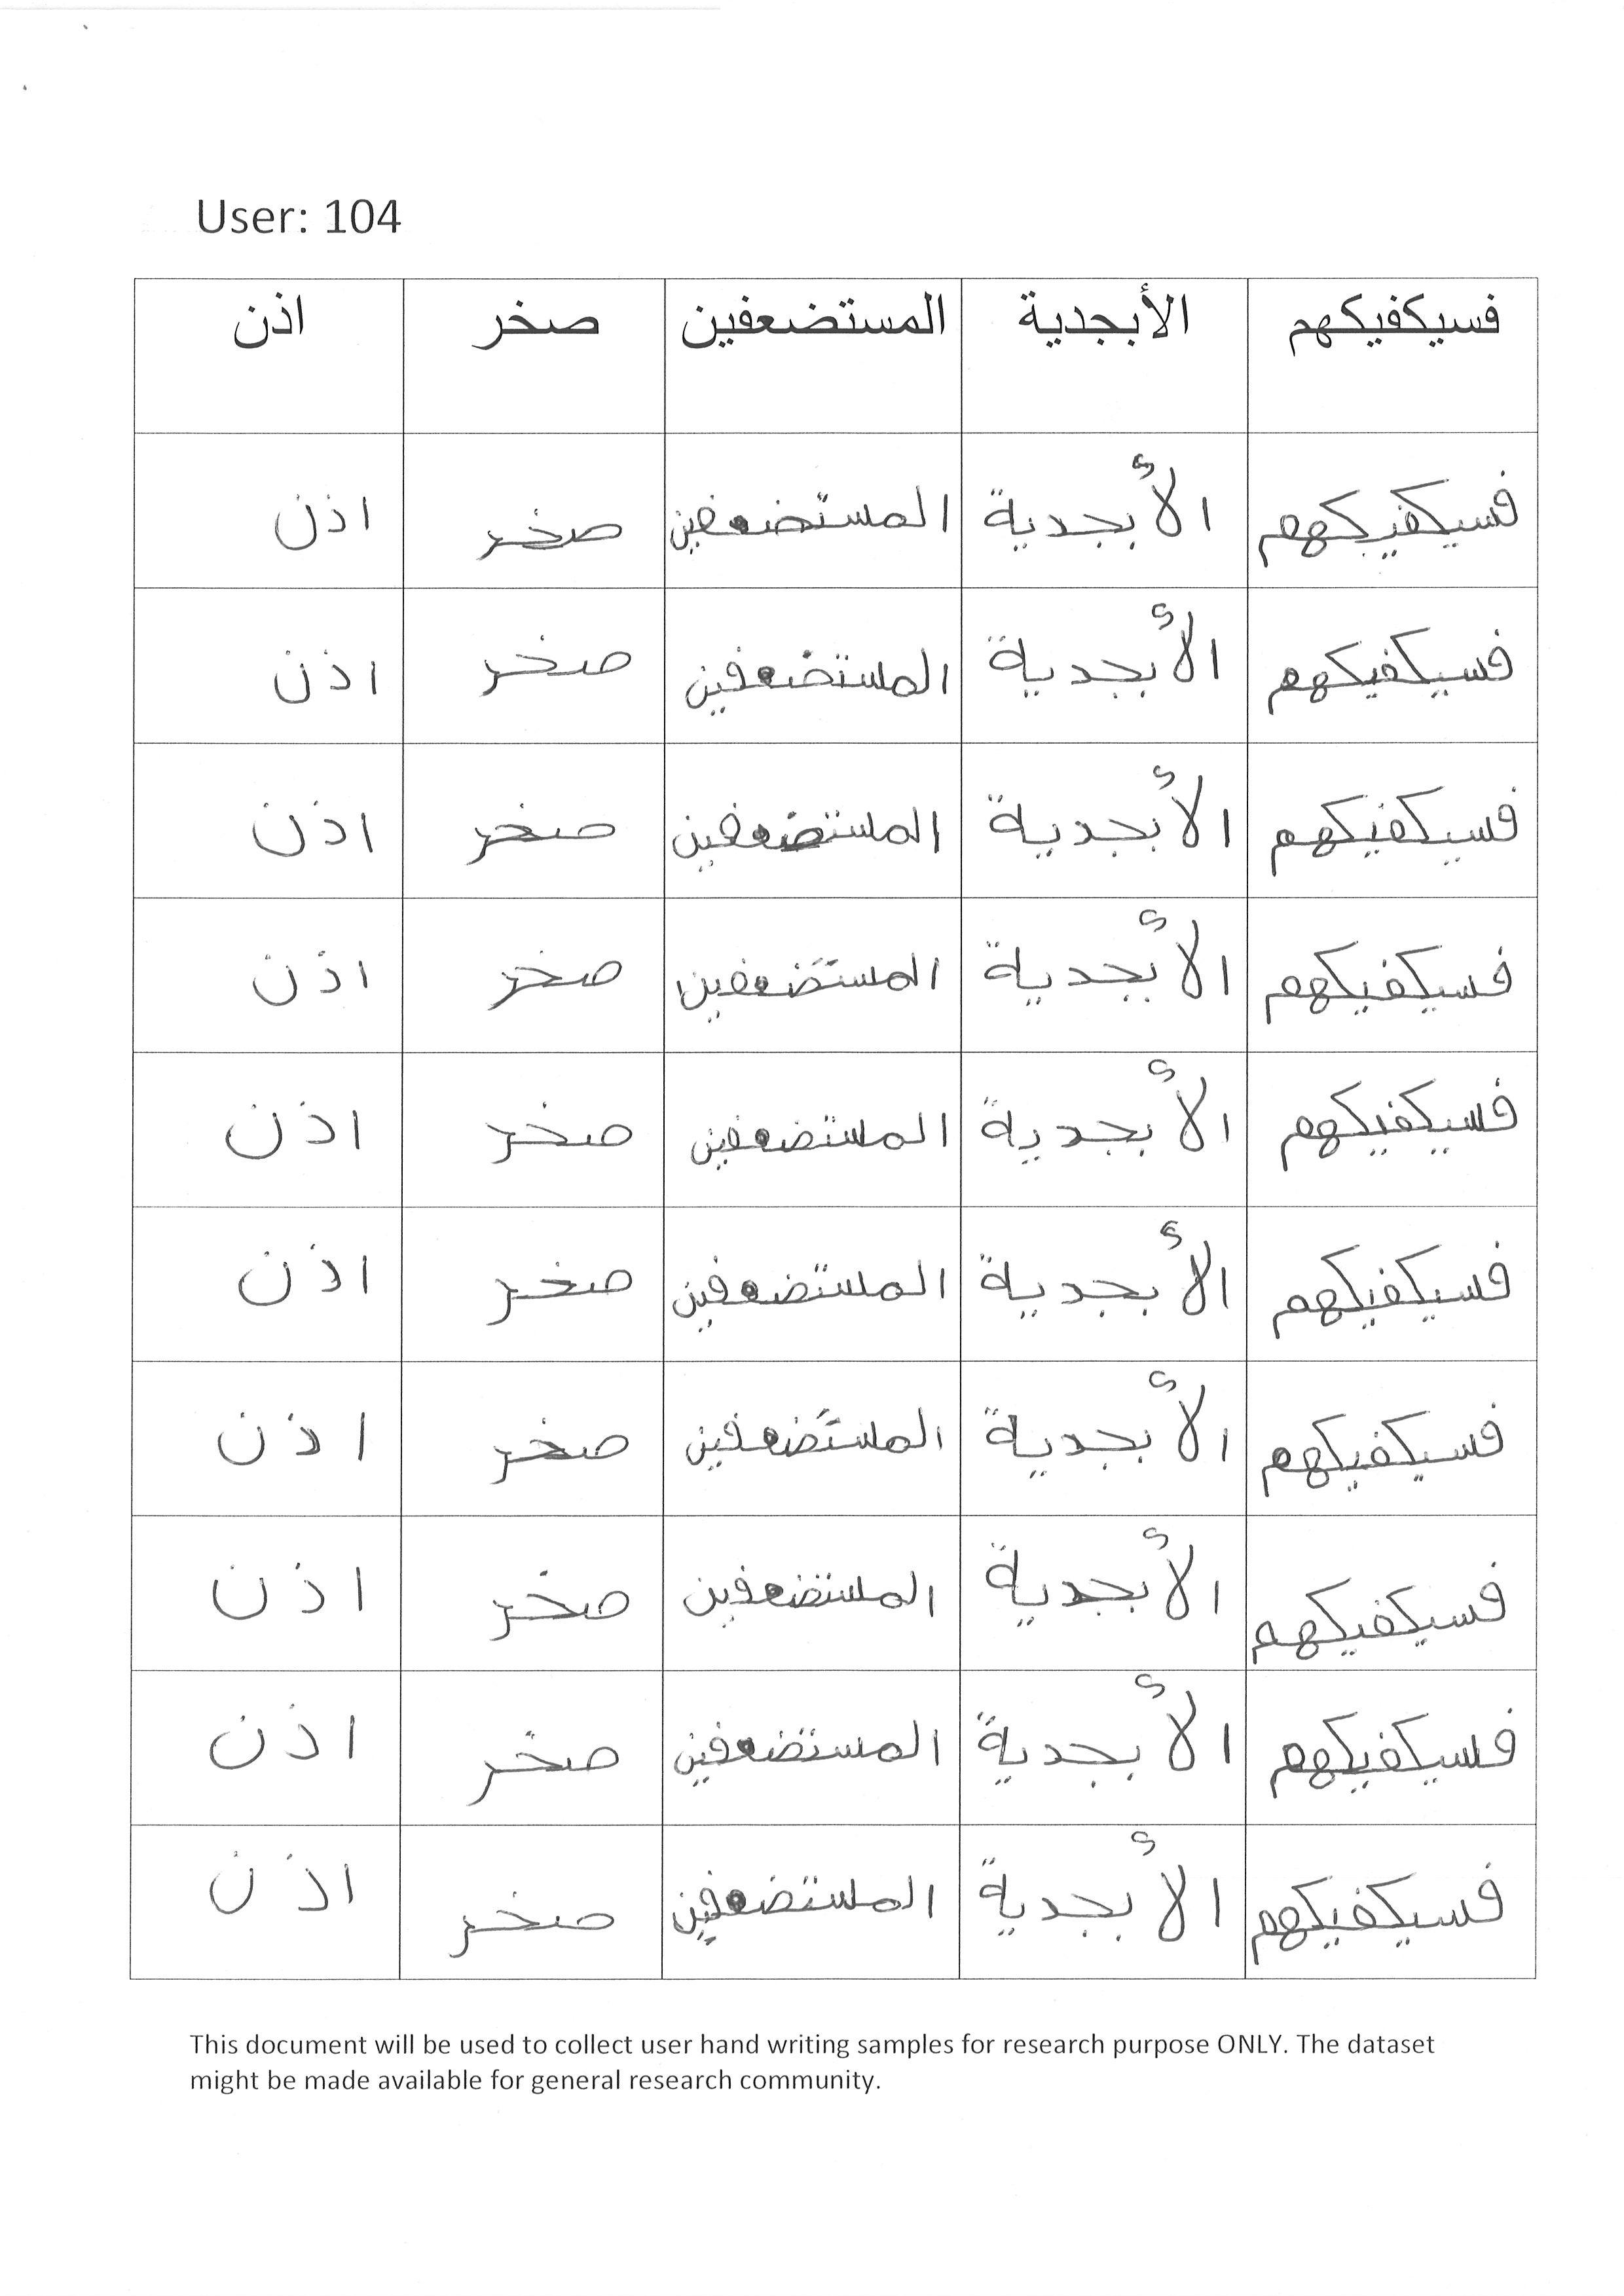 User: 104
فسيكفيكهم الأبجدية المستضعفين صخر اذن
فسيكفيكهم الأبجدية المستضعفين صخر اذن
فسيكفيكهم الأبجدية المستضعفين صخر اذن
فسيكفيكهم الأبجدية المستضعفين صخر اذن
فسيكفيكهم الأبجدية المستضعفين صخر اذن
فسيكفيكهم الأبجدية المستضعفين صخر اذن
فسيكفيكهم الأبجدية المستضعفين صخر اذن
فسيكفيكهم الأبجدية المستضعفين صخر اذن
فسيكفيكهم الأبجدية المستضعفين صخر اذن
فسيكفيكهم الأبجدية المستضعفين صخر اذن
فسيكفيكهم الأبجدية المستضعفين صخر اذن
This document will be used to collect user hand writing samples for research purpose ONLY. The dataset
might be made available for general research community.